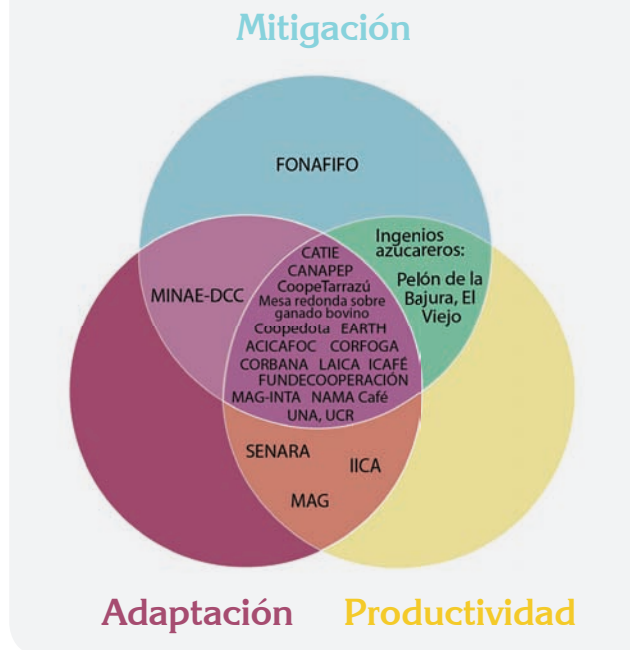 Mitigación
FONAFIFO
Ingenios
azucareros:
Pelón de la
Bajura, El
Viejo
MINAE-DCC
CATIE
CANAPEP
CoopeTarrazú
Mesa redonda sobre
ganado bovino
Coopedota EARTH
ACICAFOC CORFOGA
CORBANA LAICA ICAFÉ
FUNDECOOPERACIÓN
MAG-INTA NAMA Café
UNA, UCR
SENARA
IICA
MAG
Adaptación Productividad